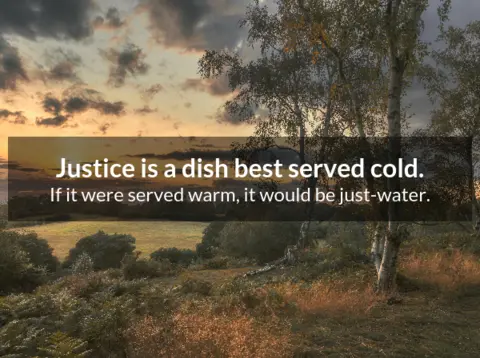 Justice is a dish best served cold.
If it were served warm, it would be just-water.